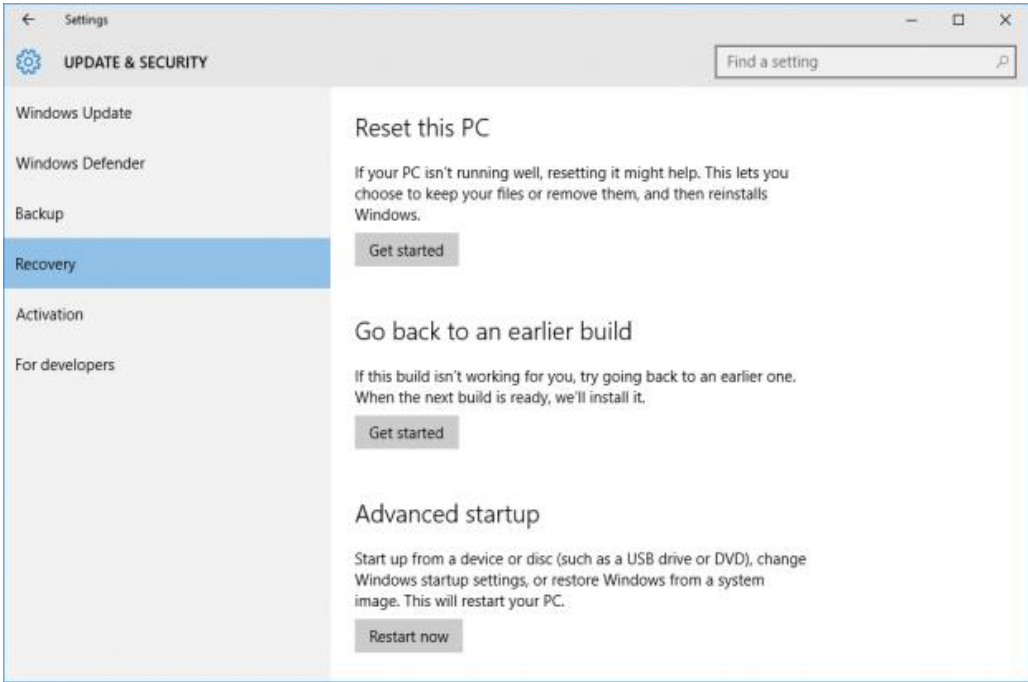 Settings
UPDATE & SECURITY
Find a setting
Windows Update
Windows Defender
Backup
Recovery
Activation
For developers
Reset this PC
If your PC isn't running well, resetting it might help. This lets you
choose to keep your files or remove them, and then reinstalls
Windows.
Get started
Go back to an earlier build
If this build isn't working for you, try going back to an earlier one.
When the next build is ready, we'll install it.
Get started
Advanced startup
Start up from a device or disc (such as a USB drive or DVD), change
Windows startup settings, or restore Windows from a system
image. This will restart your PC.
Restart now